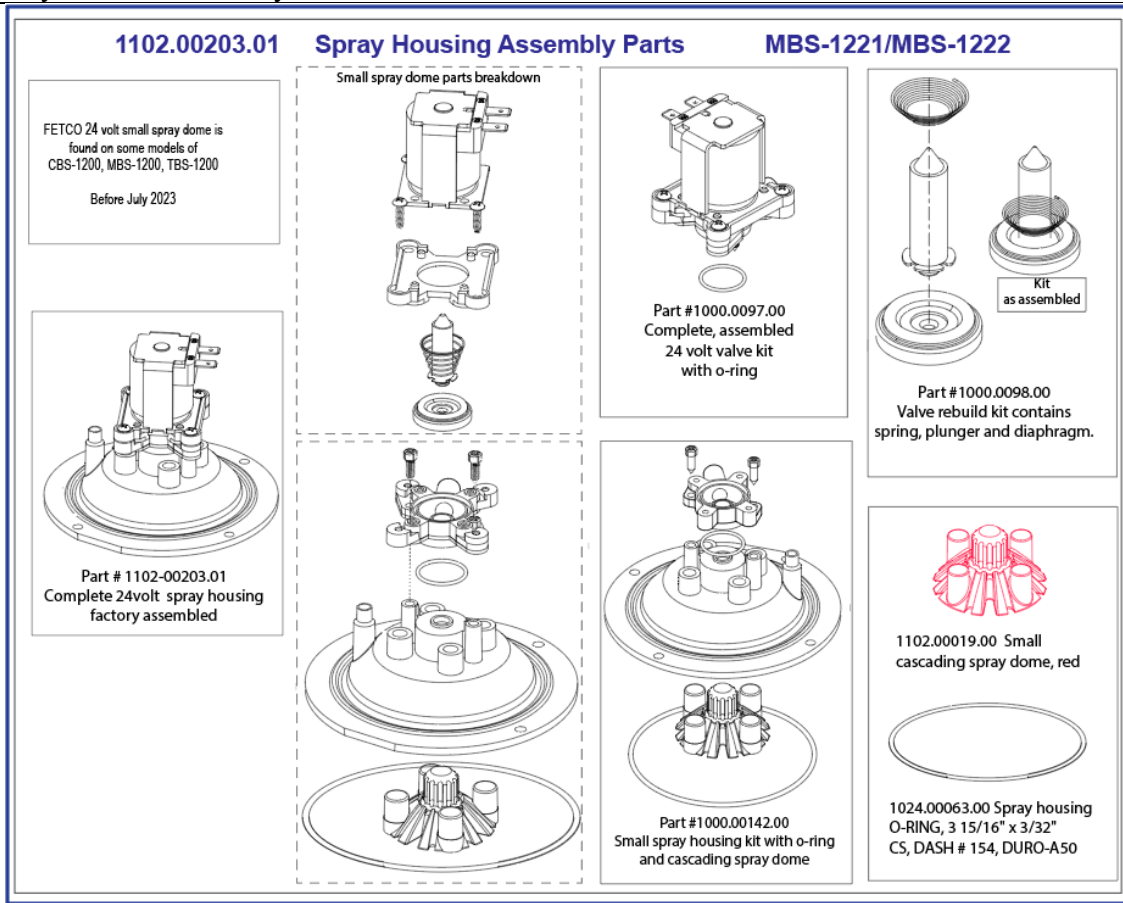 1102.00203.01 Spray Housing Assembly Parts MBS-1221/MBS-1222
FETCO 24 volt small spray dome is
found on some models of
CBS-1200, MBS-1200, TBS-1200
Before July 2023
Part # 1102-00203.01
Complete 24volt spray housing
factory assembled
Small spray dome parts breakdown
Part #1000.0097.00
Complete, assembled
24 volt valve kit
with o-ring
Part #1000.00142.00
Small spray housing kit with o-ring
and cascading spray dome
Kit
as assembled
Part #1000.0098.00
Valve rebuild kit contains
spring, plunger and diaphragm.
1102.00019.00 Small
cascading spray dome, red
1024.00063.00 Spray housing
O-RING, 3 15/16" x 3/32"
CS, DASH # 154, DURO-A50